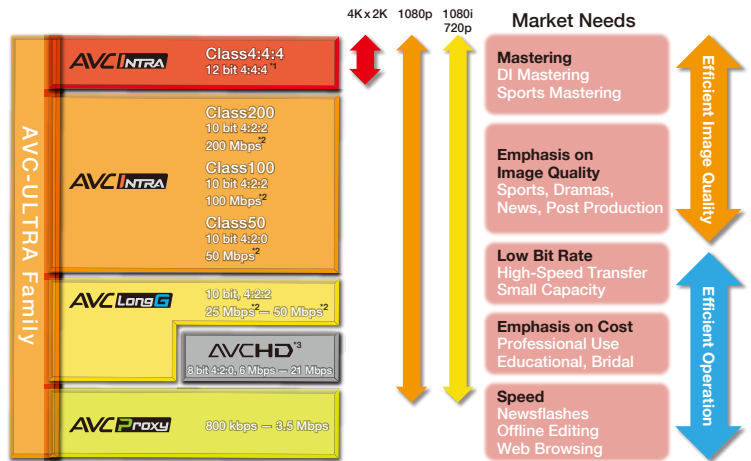 4K x 2K
1080p
1080i
720p
Market Needs
AVC-ULTRA Family
AVC INTRA
Class4:4:4
12 bit 4:4:4*1
AVC INTRA
Class200
10 bit 4:2:2
200 Mbps*2
Class100
10 bit 4:2:2
100 Mbps*2
Class50
10 bit 4:2:0
50 Mbps*2
AVC LongG
10 bit, 4:2:2
25 Mbps*2 — 50 Mbps*2
AVCHD*3
8 bit 4:2:0, 6 Mbps — 21 Mbps
AVC Proxy
800 kbps — 3.5 Mbps
Mastering
DI Mastering
Sports Mastering
Emphasis on
Image Quality
Sports, Dramas,
News, Post Production
Low Bit Rate
High-Speed Transfer
Small Capacity
Emphasis on Cost
Professional Use
Educational, Bridal
Speed
Newsflashes
Offline Editing
Web Browsing
Efficient Image Quality
Efficient Operation